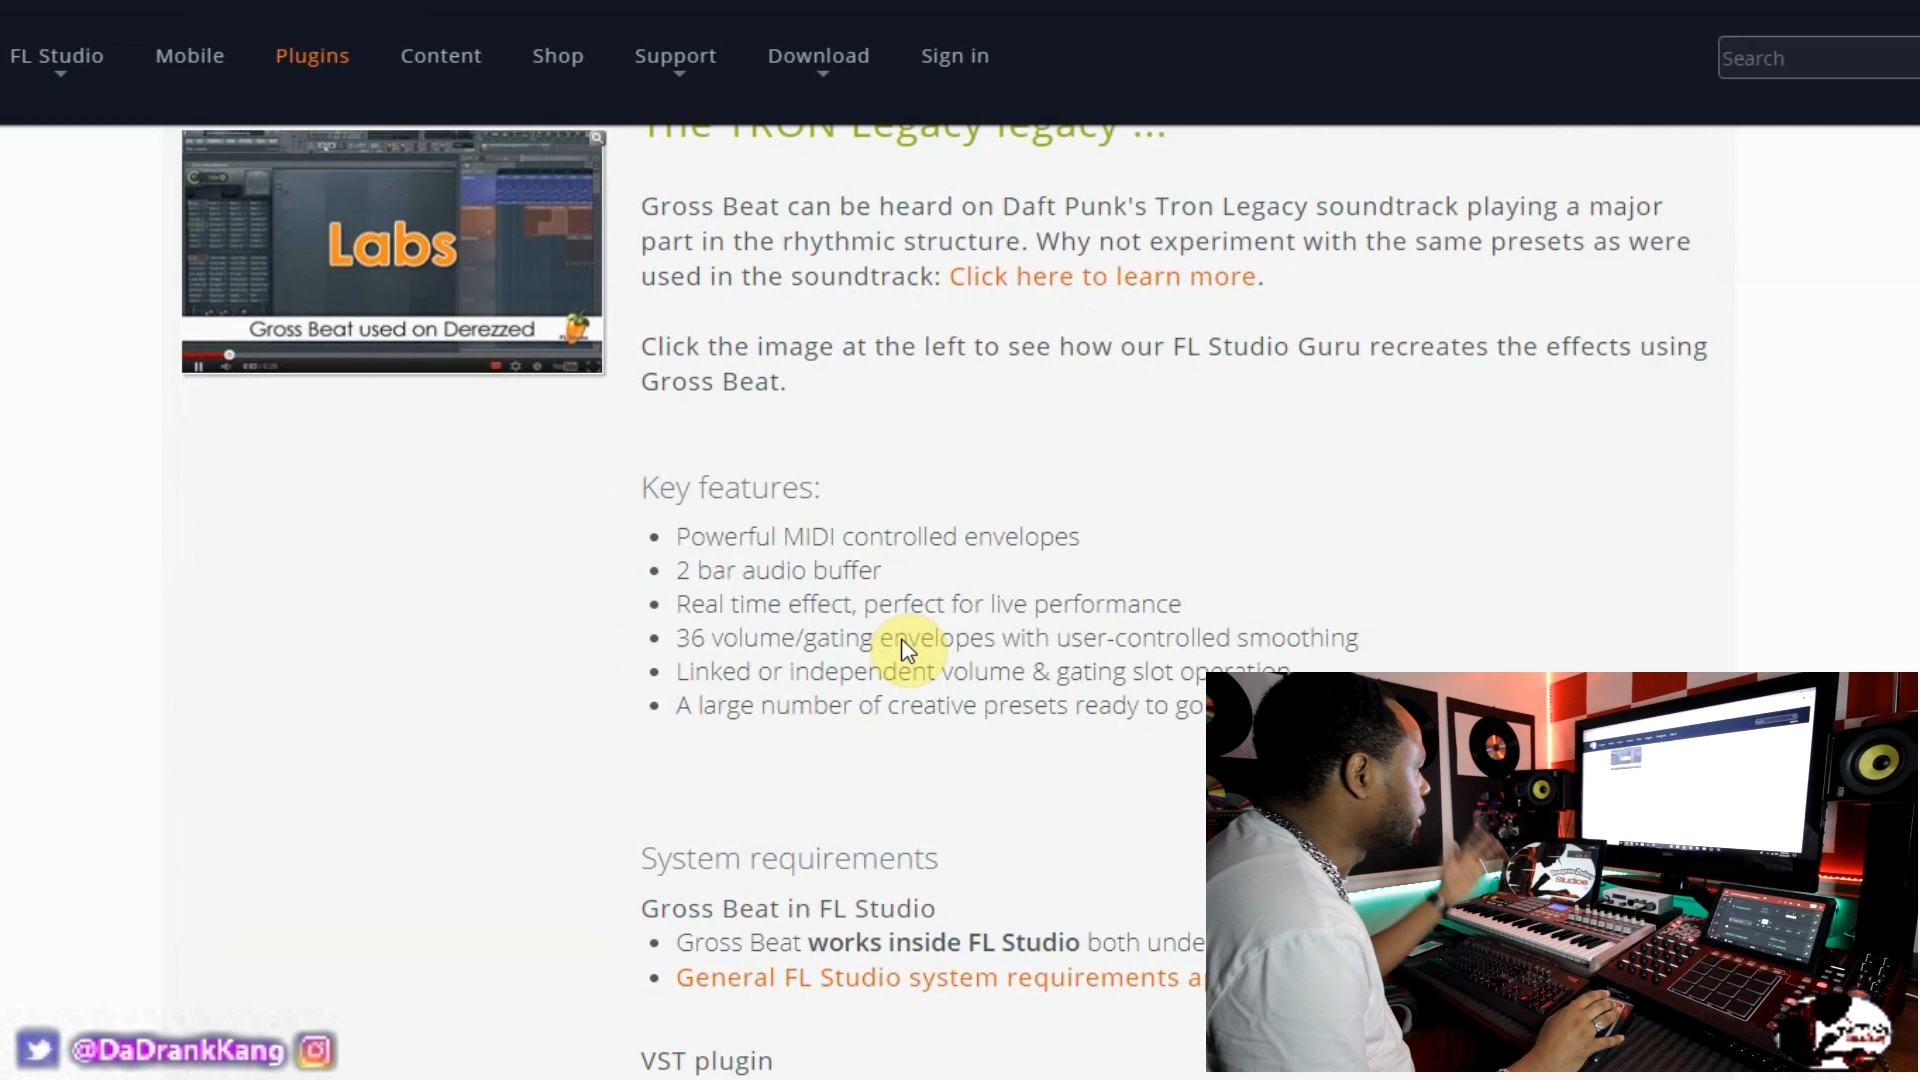 FL Studio Mobile Plugins Content Shop Support Download Sign in Search
The TRON Legacy legacy ...
Labs
Gross Beat used on Derezzed
Gross Beat can be heard on Daft Punk's Tron Legacy soundtrack playing a major
part in the rhythmic structure. Why not experiment with the same presets as were
used in the soundtrack: Click here to learn more.
Click the image at the left to see how our FL Studio Guru recreates the effects using
Gross Beat.
Key features:
• Powerful MIDI controlled envelopes
• 2 bar audio buffer
• Real time effect, perfect for live performance
• 36 volume/gating envelopes with user-controlled smoothing
• Linked or independent volume & gating slot operation
• A large number of creative presets ready to go
System requirements
Gross Beat in FL Studio
• Gross Beat works inside FL Studio both unde
• General FL Studio system requirements a
VST plugin
@DaDrankKang